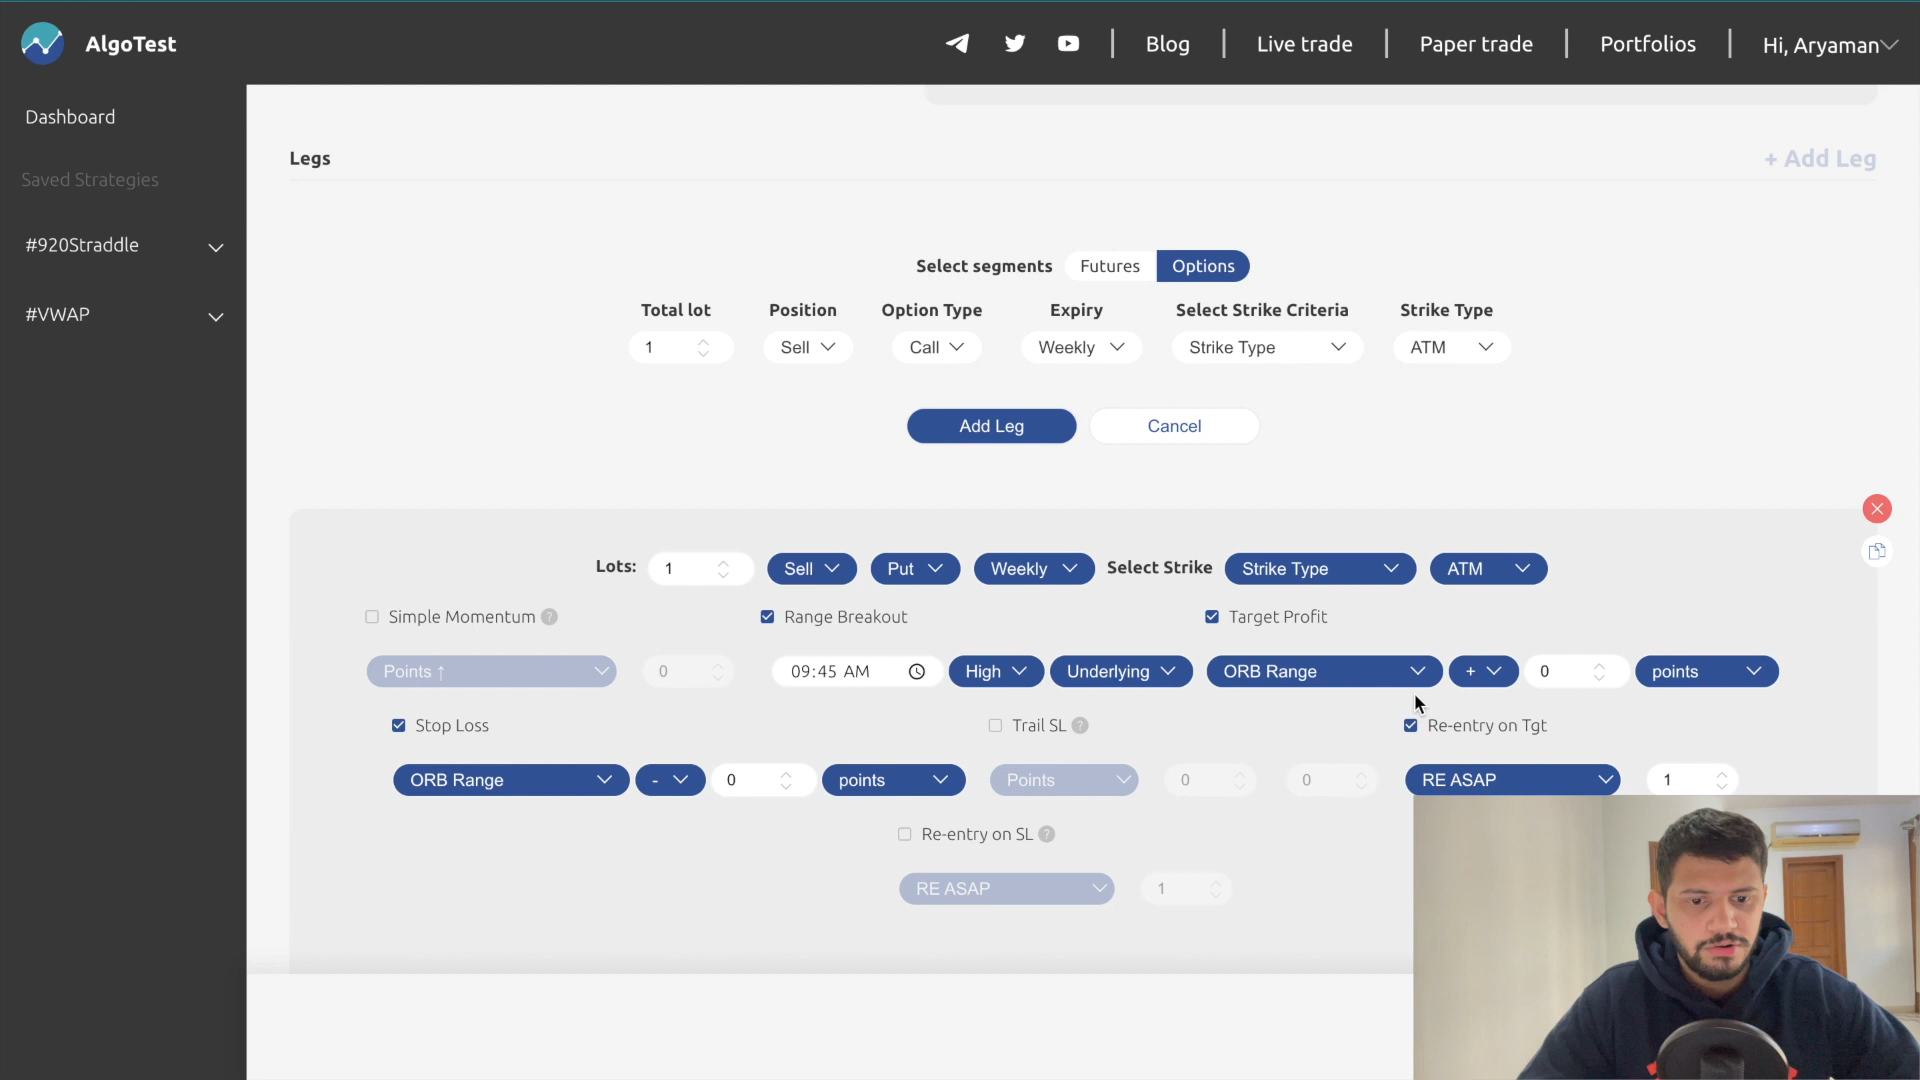 AlgoTest
Blog
Live trade
Paper trade
Portfolios
Hi, Aryaman
Dashboard
Saved Strategies
#920Straddle
#VWAP
Legs
+ Add Leg
Select segments Futures Options
Total lot Position Option Type Expiry Select Strike Criteria Strike Type
1 Sell Call Weekly Strike Type ATM
Add Leg Cancel
Lots: 1 Sell Put Weekly Select Strike Strike Type ATM
Simple Momentum ? Range Breakout Target Profit
Points ↑ 0 09:45 AM High Underlying ORB Range + 0 points
Stop Loss Trail SL ? Re-entry on Tgt
ORB Range - 0 points Points 0 0 RE ASAP 1
Re-entry on SL ?
RE ASAP 1